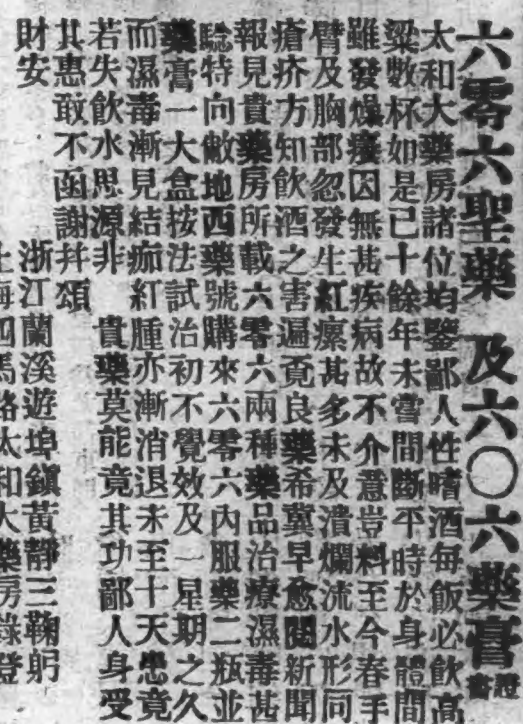 六零六聖藥 及六〇六藥膏 證書
太和大藥房諸位均鑒鄙人性嗜酒每飯必飲高
粱數杯如是已十餘年未嘗間斷平時於身體間
雖發燥癢因無甚疾病故不介意豈料至今春手
臂及胸部忽發生紅瘰甚多未及潰爛流水形同
瘡疥方知飲酒之害遍覓良藥希冀早愈閱新聞
報見貴藥房所載六零六兩種藥品治療濕毒甚
騐特向敝地西藥號購來六零六內服藥二瓶並
藥膏一大盒按法試治初不覺效及一星期之久
而濕毒漸見結痂紅腫亦漸消退未至十天患竟
若失飲水思源非 貴藥莫能竟其功鄙人身受
其惠敢不函謝幷頌
財安 浙江蘭溪遊埠鎮黃靜三鞠躬
上海四馬路太和大藥房錄登